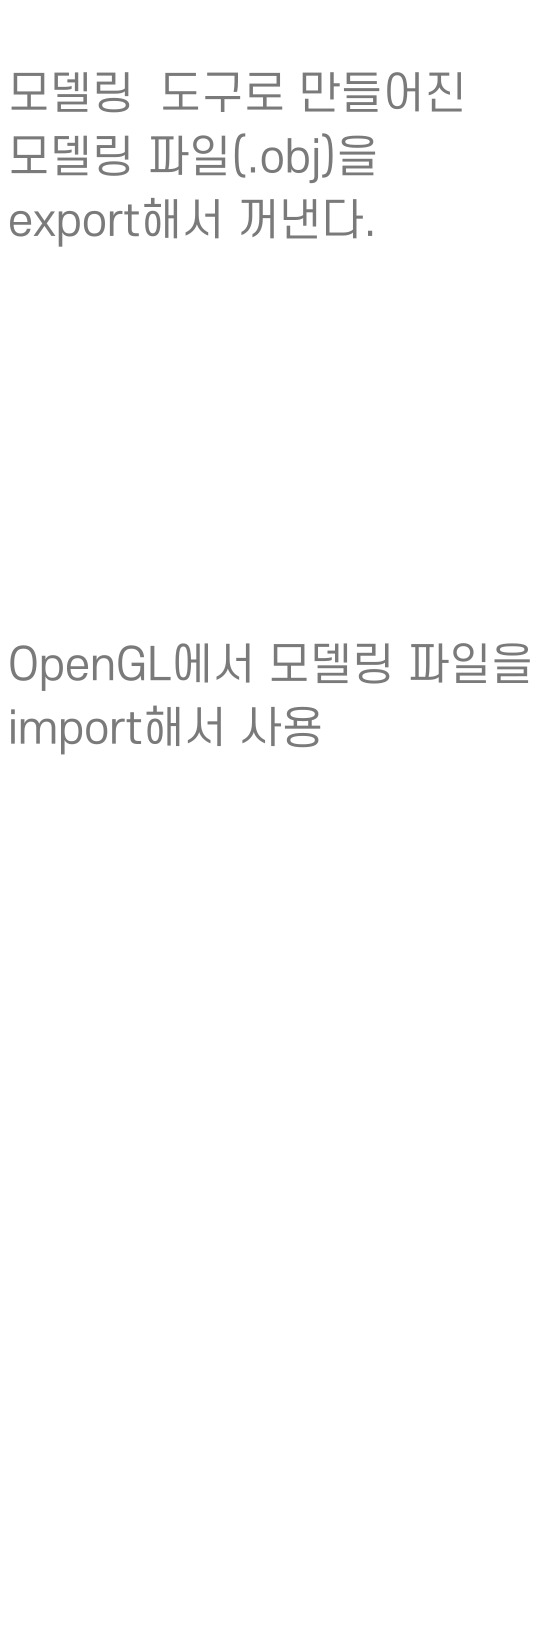 모델링  도구로 만들어진
모델링 파일(.obj)을
export해서 꺼낸다.
OpenGL에서 모델링 파일을
import해서 사용